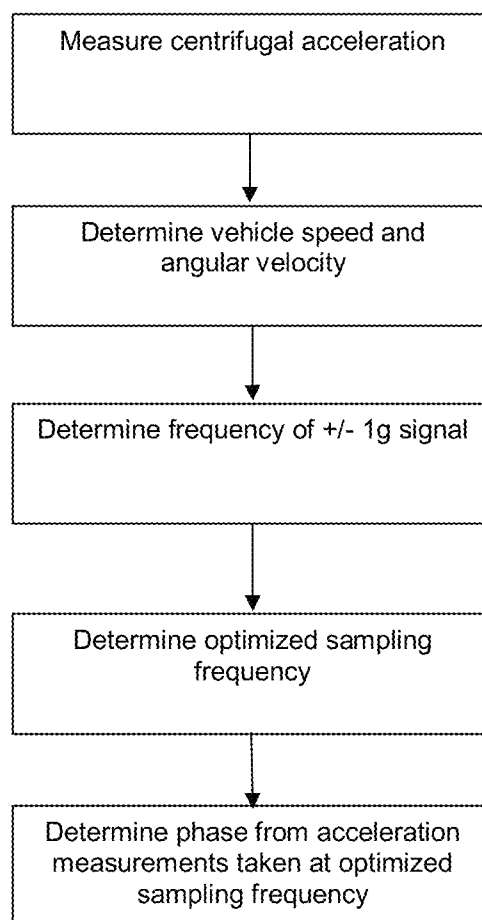 Measure centrifugal acceleration
Determine vehicle speed and
angular velocity
Determine frequency of +/- 1g signal
Determine optimized sampling
frequency
Determine phase from acceleration
measurements taken at optimized
sampling frequency